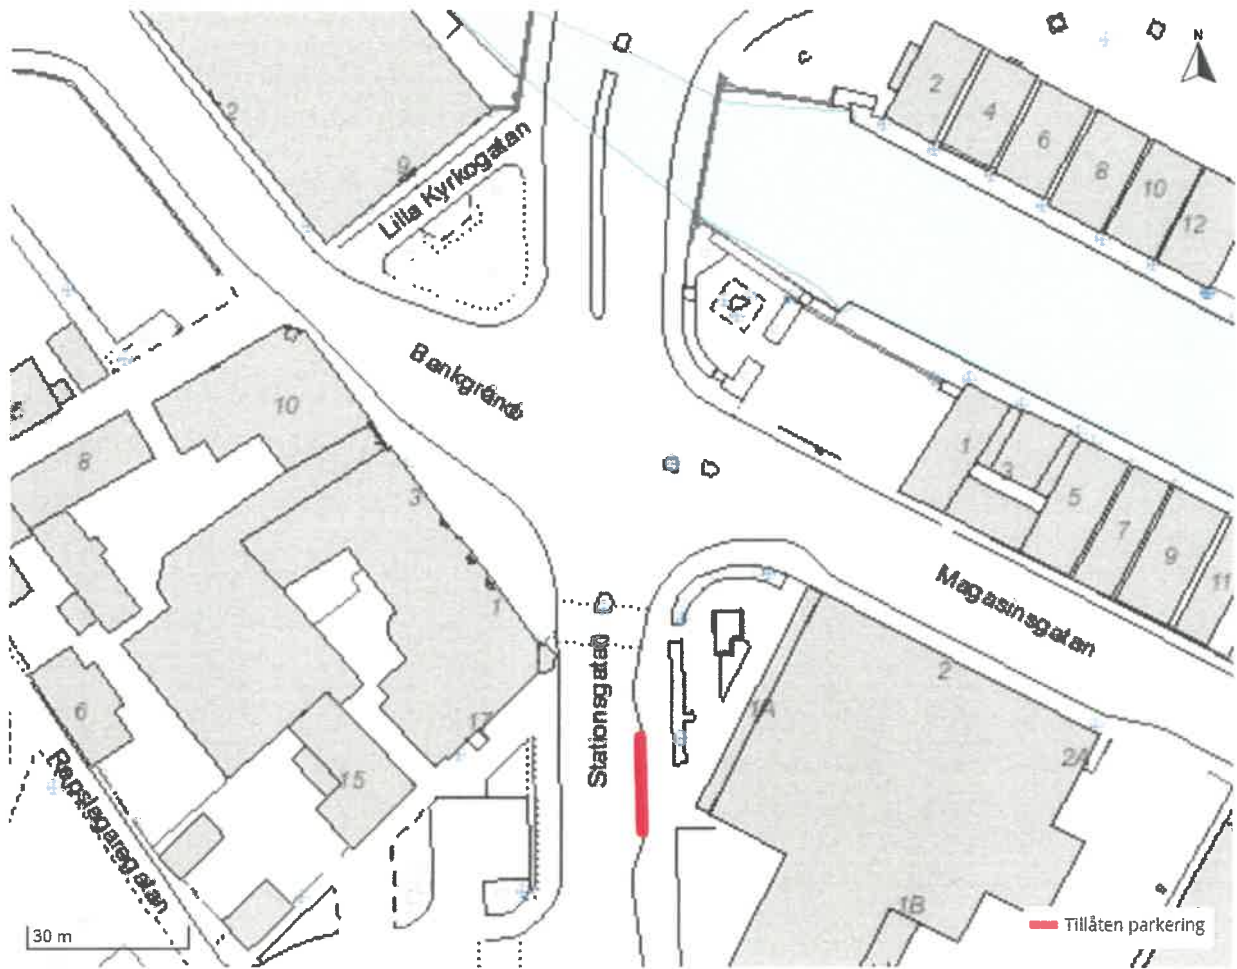 N
2
4
6
8
10
12
2
9
Lilla Kyrkogatan
Bankgränd
10
8
3
1
1
3
5
7
9
11
Magasinsgatan
Stationsgatan
2
1A
2A
6
17
15
Repslagaregatan
1B
30 m
Tillåten parkering